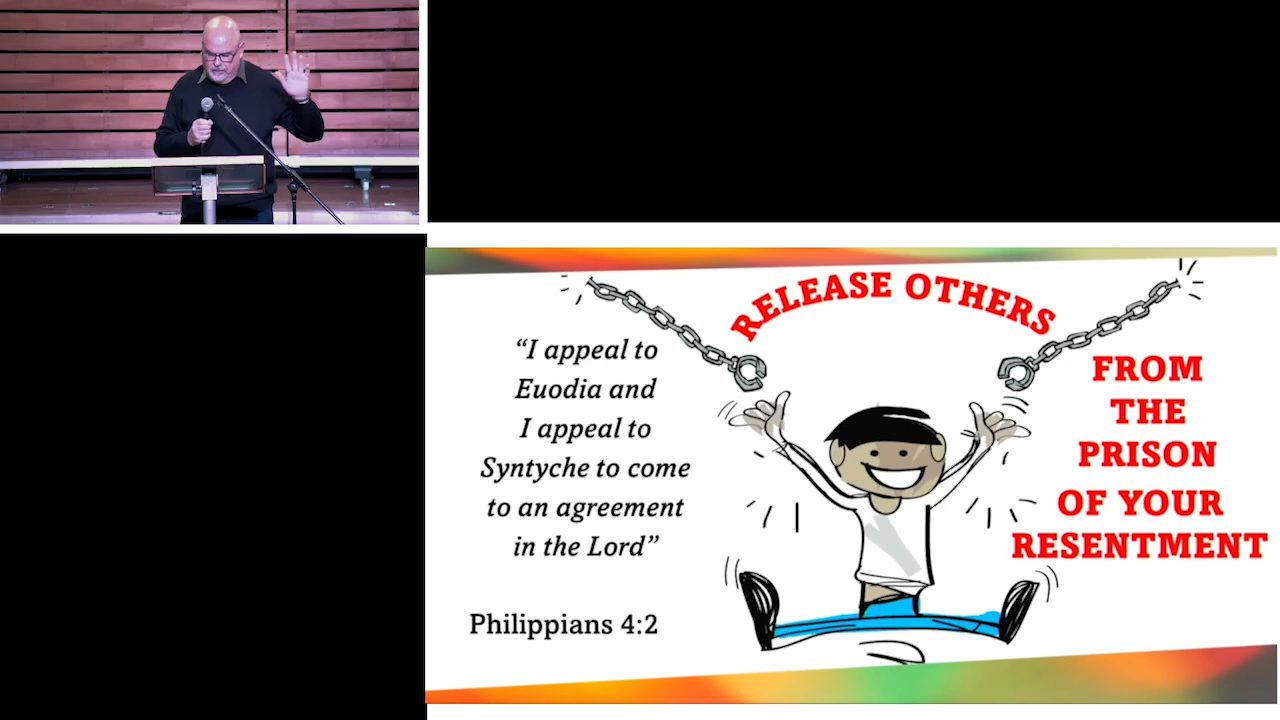 RELEASE OTHERS
FROM
THE
PRISON
OF YOUR
RESENTMENT
“I appeal to
Euodia and
I appeal to
Syntyche to come
to an agreement
in the Lord”
Philippians 4:2